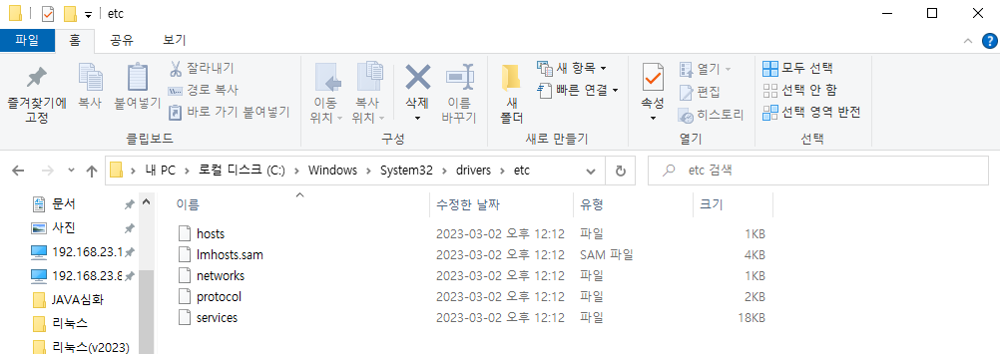 etc
파일 홈 공유 보기
즐겨찾기에 고정
복사
붙여넣기
잘라내기
경로 복사
바로 가기 붙여넣기
클립보드
이동 위치
복사 위치
삭제
이름 바꾸기
구성
새 폴더
새 항목
빠른 연결
새로 만들기
속성
열기
편집
히스토리
열기
모두 선택
선택 안 함
선택 영역 반전
선택
내 PC > 로컬 디스크 (C:) > Windows > System32 > drivers > etc
etc 검색
문서
사진
192.168.23.1
192.168.23.8
JAVA심화
리눅스
리눅스(v2023)
이름 수정한 날짜 유형 크기
hosts 2023-03-02 오후 12:12 파일 1KB
lmhosts.sam 2023-03-02 오후 12:12 SAM 파일 4KB
networks 2023-03-02 오후 12:12 파일 1KB
protocol 2023-03-02 오후 12:12 파일 2KB
services 2023-03-02 오후 12:12 파일 18KB